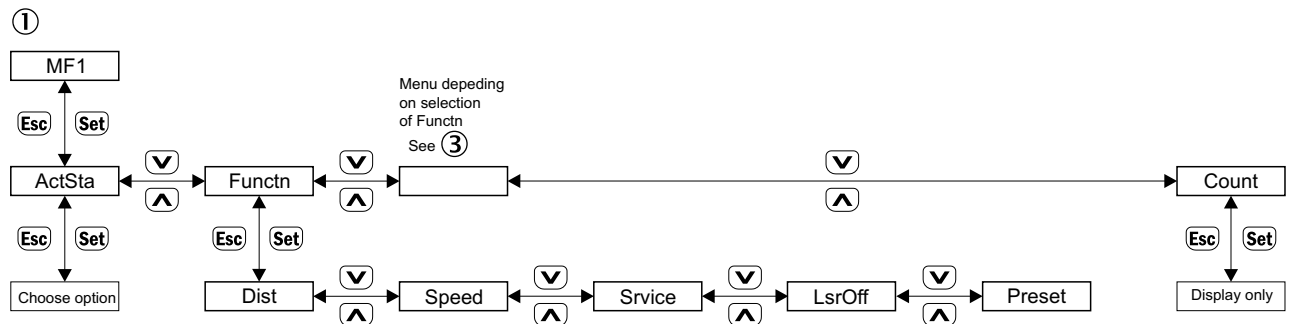 ①
MF1
Menu depeding
on selection
of Functn
See ③
Esc Set
ActSta
Functn
Count
Esc Set
Esc Set
Esc Set
Choose option
Dist
Speed
Srvice
LsrOff
Preset
Display only